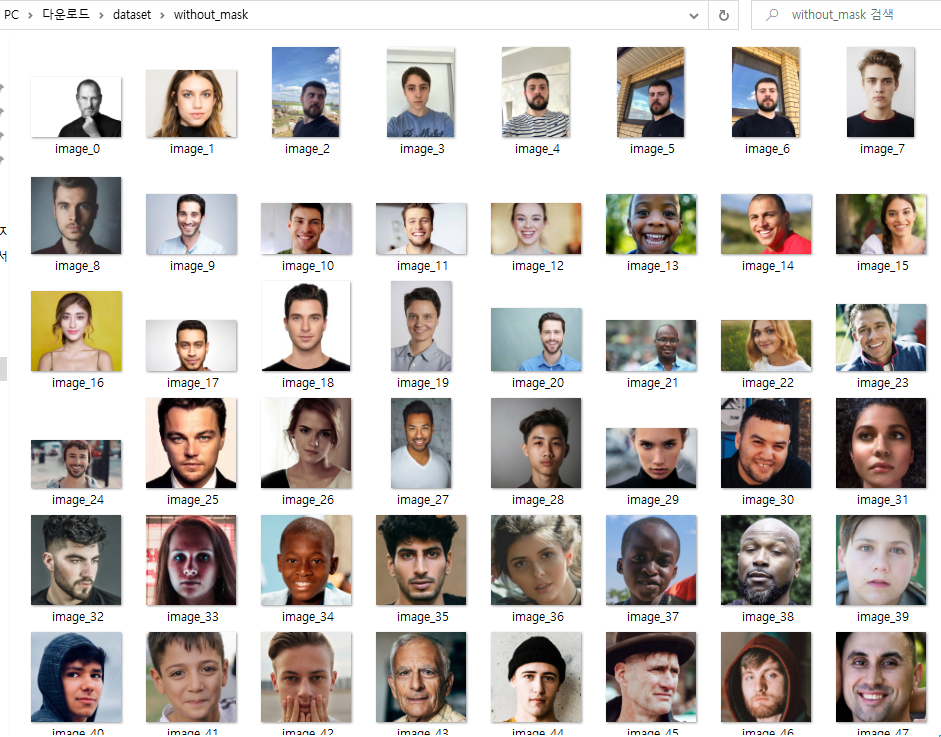 PC > 다운로드 > dataset > without_mask
without_mask 검색
image_0 image_1 image_2 image_3 image_4 image_5 image_6 image_7
image_8 image_9 image_10 image_11 image_12 image_13 image_14 image_15
image_16 image_17 image_18 image_19 image_20 image_21 image_22 image_23
image_24 image_25 image_26 image_27 image_28 image_29 image_30 image_31
image_32 image_33 image_34 image_35 image_36 image_37 image_38 image_39
image_40 image_41 image_42 image_43 image_44 image_45 image_46 image_47